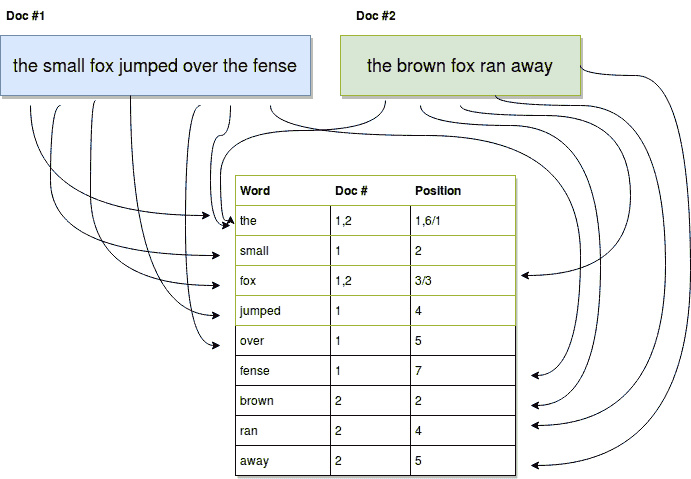 Doc #1
Doc #2
the small fox jumped over the fense
the brown fox ran away
Word Doc # Position
the 1,2 1,6/1
small 1 2
fox 1,2 3/3
jumped 1 4
over 1 5
fense 1 7
brown 2 2
ran 2 4
away 2 5